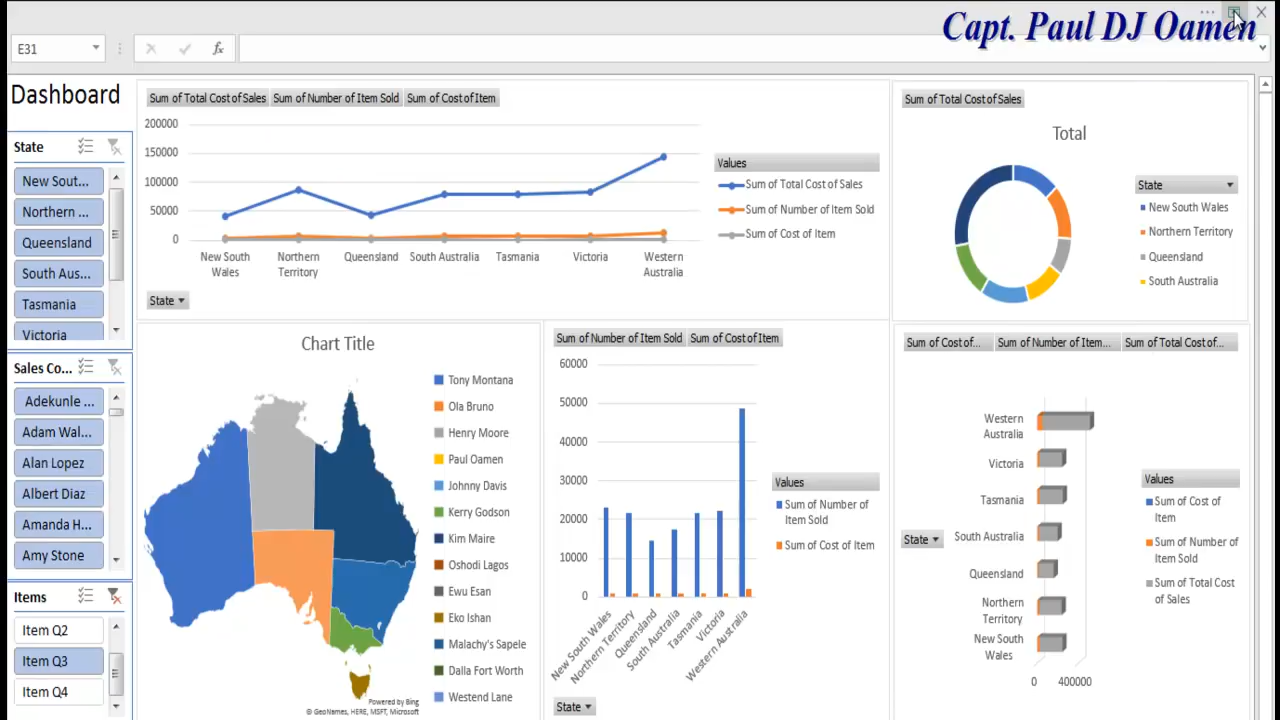 Capt. Paul DJ Oamen
E31
fx
Dashboard
State
New Sout...
Northern ...
Queensland
South Aus...
Tasmania
Victoria
Sales Co...
Adekunle ...
Adam Wal...
Alan Lopez
Albert Diaz
Amanda H...
Amy Stone
Items
Item Q2
Item Q3
Item Q4
Sum of Total Cost of Sales Sum of Number of Item Sold Sum of Cost of Item
200000
150000
100000
50000
0
New South Wales
Northern Territory
Queensland
South Australia
Tasmania
Victoria
Western Australia
State
Values
Sum of Total Cost of Sales
Sum of Number of Item Sold
Sum of Cost of Item
Sum of Total Cost of Sales
Total
State
New South Wales
Northern Territory
Queensland
South Australia
Chart Title
Tony Montana
Ola Bruno
Henry Moore
Paul Oamen
Johnny Davis
Kerry Godson
Kim Maire
Oshodi Lagos
Ewu Esan
Eko Ishan
Malachy's Sapele
Dalla Fort Worth
Westend Lane
Powered by Bing
© GeoNames, HERE, MSFT, Microsoft
Sum of Number of Item Sold Sum of Cost of Item
60000
50000
40000
30000
20000
10000
0
New South Wales
Northern Territory
Queensland
South Australia
Tasmania
Victoria
Western Australia
State
Values
Sum of Number of
Item Sold
Sum of Cost of Item
Sum of Cost of... Sum of Number of Item... Sum of Total Cost of...
Western
Australia
Victoria
Tasmania
South Australia
Queensland
Northern
Territory
New South
Wales
0 400000
State
Values
Sum of Cost of
Item
Sum of Number of
Item Sold
Sum of Total Cost
of Sales